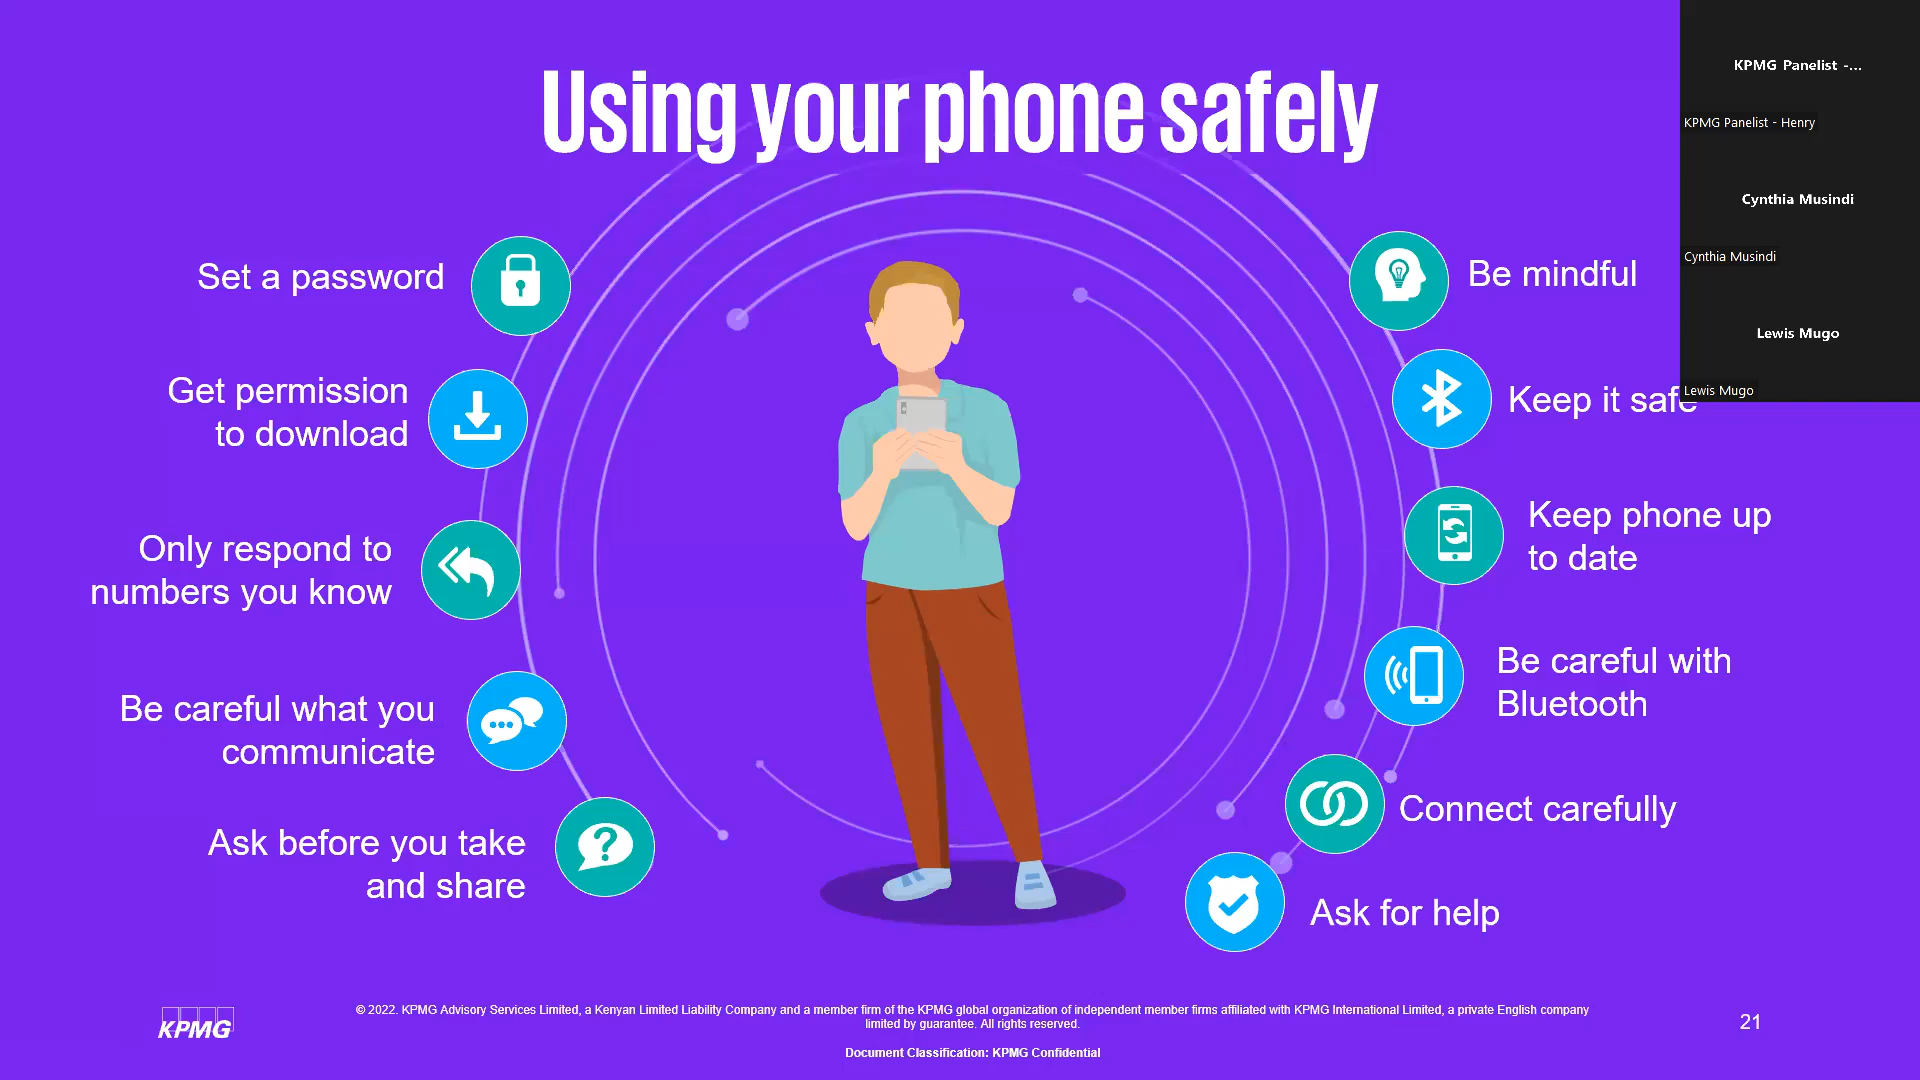 Using your phone safely
Set a password
Get permission
to download
Only respond to
numbers you know
Be careful what you
communicate
Ask before you take
and share
Be mindful
Keep it safe
Keep phone up
to date
Be careful with
Bluetooth
Connect carefully
Ask for help
KPMG Panelist -...
KPMG Panelist - Henry
Cynthia Musindi
Cynthia Musindi
Lewis Mugo
Lewis Mugo
KPMG
© 2022. KPMG Advisory Services Limited, a Kenyan Limited Liability Company and a member firm of the KPMG global organization of independent member firms affiliated with KPMG International Limited, a private English company
limited by guarantee. All rights reserved.
Document Classification: KPMG Confidential
21